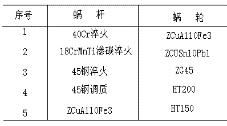 序号 蜗 杆 蜗 轮
1 40Cr淬火 ZCuA110Fe3
2 18CrMnTi渗碳淬火 ZCUSn10Pb1
3 45钢淬火 ZG45
4 45钢调质 HT200
5 ZCuA110Fe3 HT150